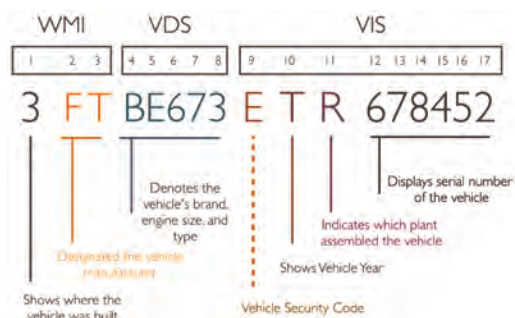 WMI VDS VIS
1 2 3 4 5 6 7 8 9 10 11 12 13 14 15 16 17
3 FT BE673 E T R 678452
Denotes the
vehicle's brand,
engine size, and
type
Displays serial number
of the vehicle
Indicates which plant
assembled the vehicle
Designated the vehicle
manufacturer
Shows Vehicle Year
Shows where the
vehicle was built
Vehicle Security Code